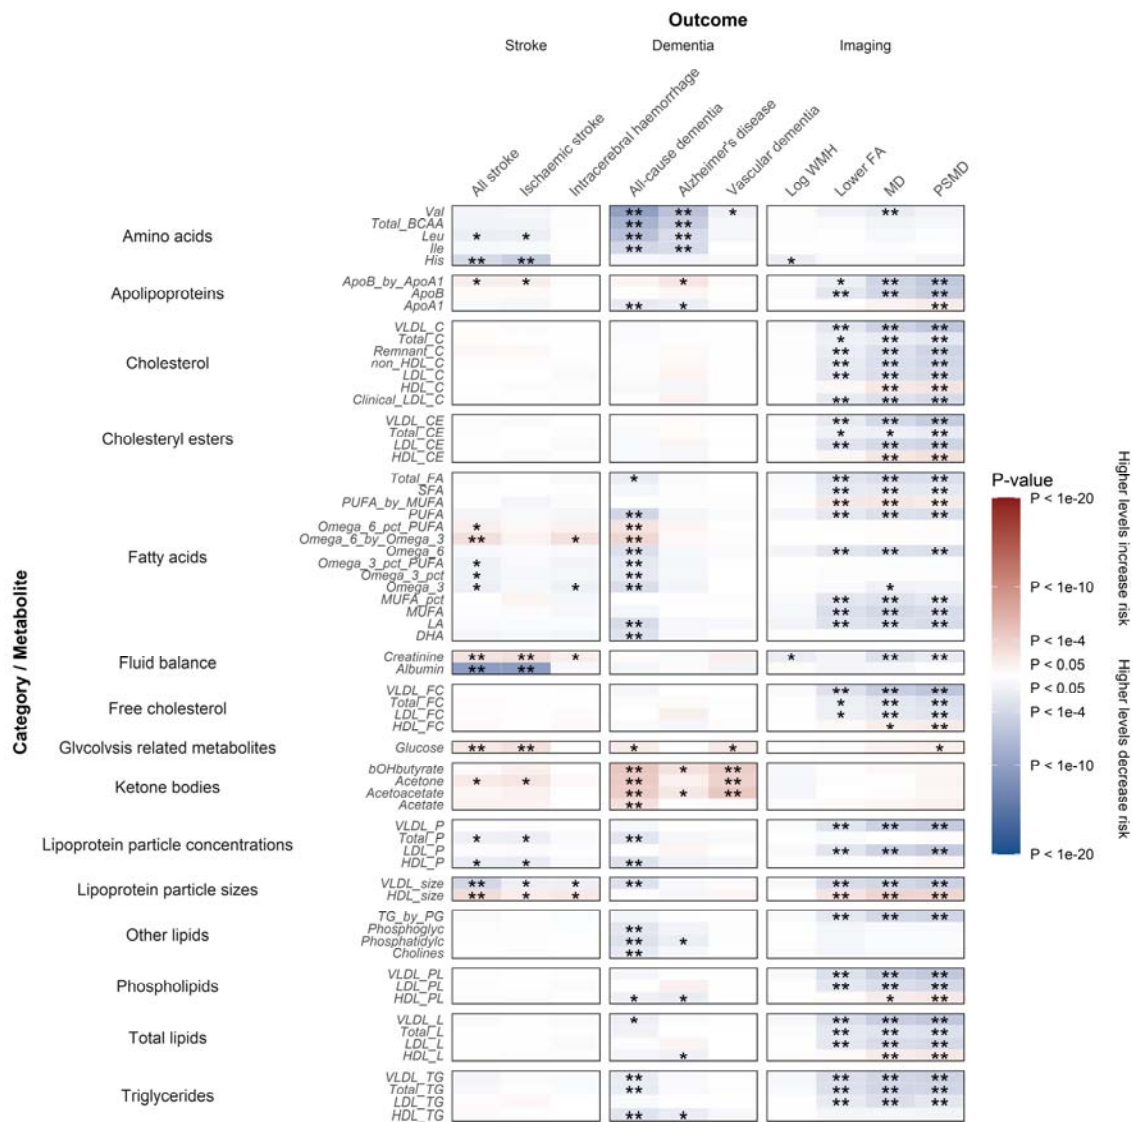 Outcome
Stroke Dementia Imaging
All stroke
Ischaemic stroke
Intracerebral haemorrhage
All-cause dementia
Alzheimer's disease
Vascular dementia
Log WMH
Lower FA
MD
PSMD
Category / Metabolite
Amino acids
Val ** ** * **
Total_BCAA ** **
Leu * * ** **
Ile ** **
His ** ** *
Apolipoproteins
ApoB_by_ApoA1 * * * * ** **
ApoB ** ** **
ApoA1 ** * **
Cholesterol
VLDL_C ** ** **
Total_C * ** **
Remnant_C ** ** **
non_HDL_C ** ** **
LDL_C ** ** **
HDL_C ** **
Clinical_LDL_C ** ** **
Cholesteryl esters
VLDL_CE ** ** **
Total_CE * * **
LDL_CE ** ** **
HDL_CE ** **
Fatty acids
Total_FA * ** ** **
SFA ** ** **
PUFA_by_MUFA ** ** **
PUFA ** ** ** **
Omega_6_pct_PUFA * **
Omega_6_by_Omega_3 ** * **
Omega_6 ** ** ** **
Omega_3_pct_PUFA * **
Omega_3_pct * **
Omega_3 * * ** *
MUFA_pct ** ** **
MUFA ** ** **
LA ** ** ** **
DHA **
Fluid balance
Creatinine ** ** * * ** **
Albumin ** **
Free cholesterol
VLDL_FC ** ** **
Total_FC * ** **
LDL_FC * ** **
HDL_FC * **
Glycolysis related metabolites
Glucose ** ** * * *
Ketone bodies
bOHbutyrate ** * **
Acetone * * ** **
Acetoacetate ** * **
Acetate **
Lipoprotein particle concentrations
VLDL_P ** ** **
Total_P * * **
LDL_P ** ** **
HDL_P * * **
Lipoprotein particle sizes
VLDL_size ** * * ** ** ** **
HDL_size ** * * ** ** **
Other lipids
TG_by_PG ** ** **
Phosphoglyc **
Phosphatidylc ** *
Cholines **
Phospholipids
VLDL_PL ** ** **
LDL_PL ** ** **
HDL_PL * * * **
Total lipids
VLDL_L * ** ** **
Total_L ** ** **
LDL_L ** ** **
HDL_L * ** **
Triglycerides
VLDL_TG ** ** ** **
Total_TG ** ** ** **
LDL_TG ** ** **
HDL_TG ** *
P-value
P < 1e-20
P < 1e-10
P < 1e-4
P < 0.05
P < 0.05
P < 1e-4
P < 1e-10
P < 1e-20
Higher levels increase risk
Higher levels decrease risk